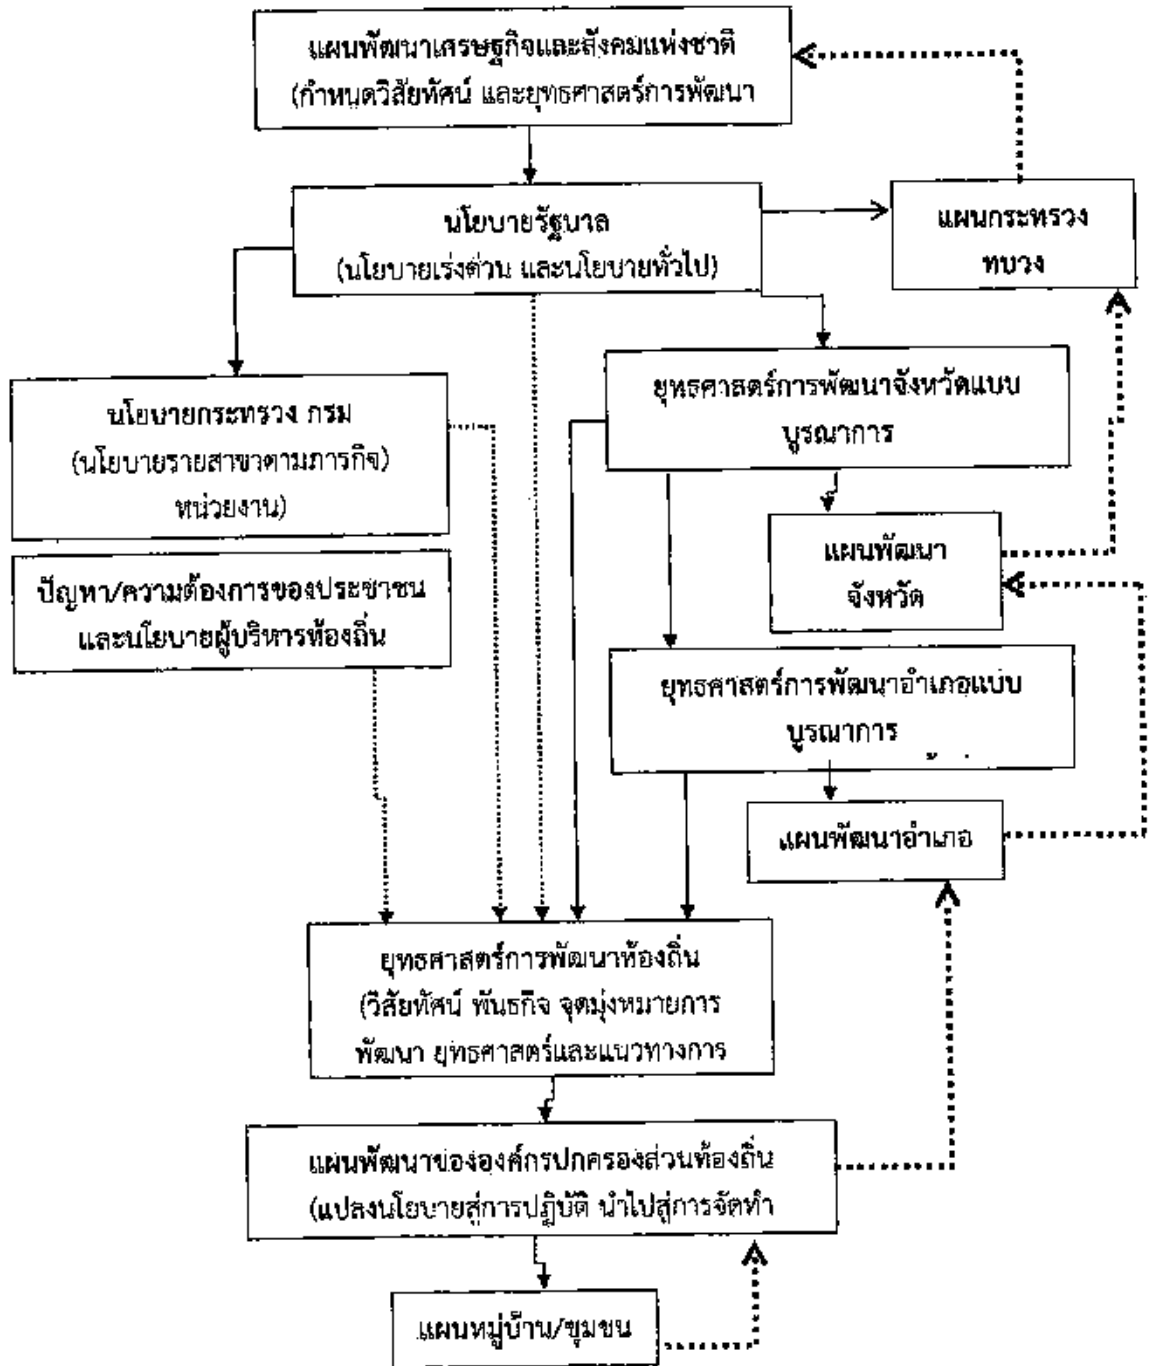 แผนพัฒนาเศรษฐกิจและสังคมแห่งชาติ
(กำหนดวิสัยทัศน์ และยุทธศาสตร์การพัฒนา
นโยบายรัฐบาล
(นโยบายเร่งด่วน และนโยบายทั่วไป)
แผนกระทรวง
ทบวง
นโยบายกระทรวง กรม
(นโยบายรายสาขาตามภารกิจ)
หน่วยงาน)
ยุทธศาสตร์การพัฒนาจังหวัดแบบ
บูรณาการ
แผนพัฒนา
จังหวัด
ปัญหา/ความต้องการของประชาชน
และนโยบายผู้บริหารท้องถิ่น
ยุทธศาสตร์การพัฒนาอำเภอแบบ
บูรณาการ
แผนพัฒนาอำเภอ
ยุทธศาสตร์การพัฒนาท้องถิ่น
(วิสัยทัศน์ พันธกิจ จุดมุ่งหมายการ
พัฒนา ยุทธศาสตร์และแนวทางการ
แผนพัฒนาขององค์กรปกครองส่วนท้องถิ่น
(แปลงนโยบายสู่การปฏิบัติ นำไปสู่การจัดทำ
แผนหมู่บ้าน/ชุมชน